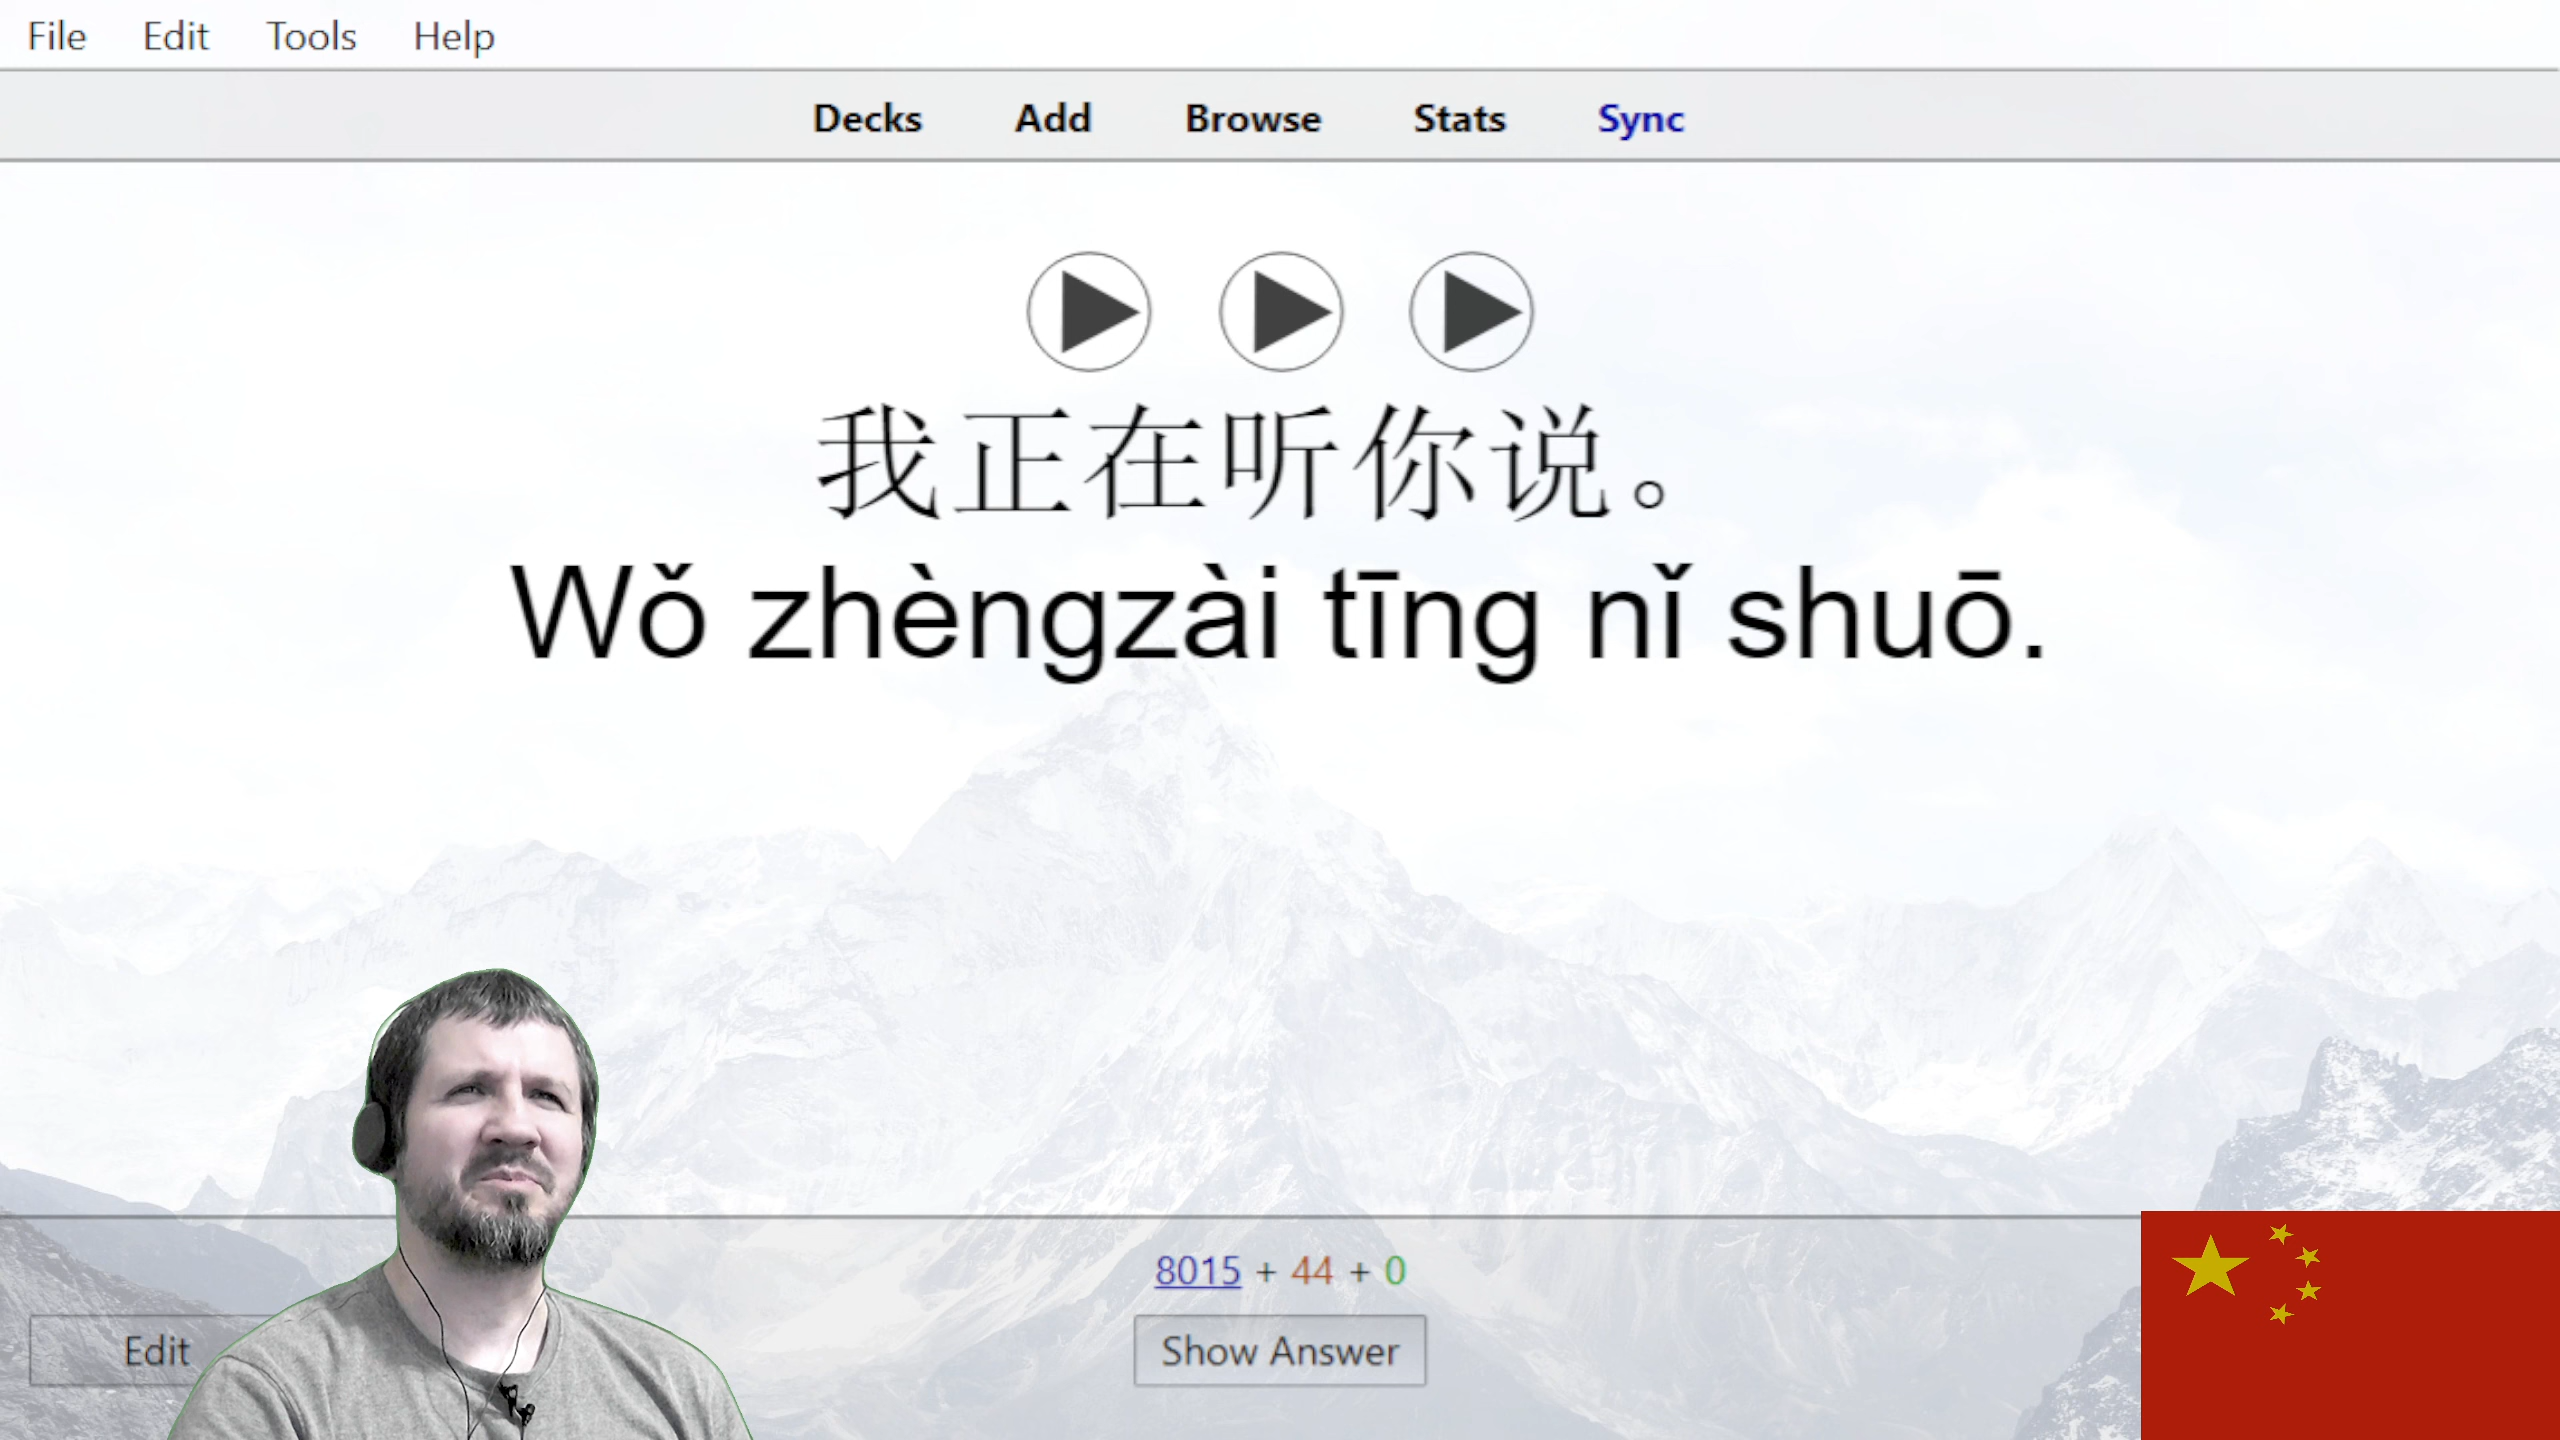 File Edit Tools Help
Decks Add Browse Stats Sync
我正在听你说。
Wǒ zhèngzài tīng nǐ shuō.
8015 + 44 + 0
Edit Show Answer